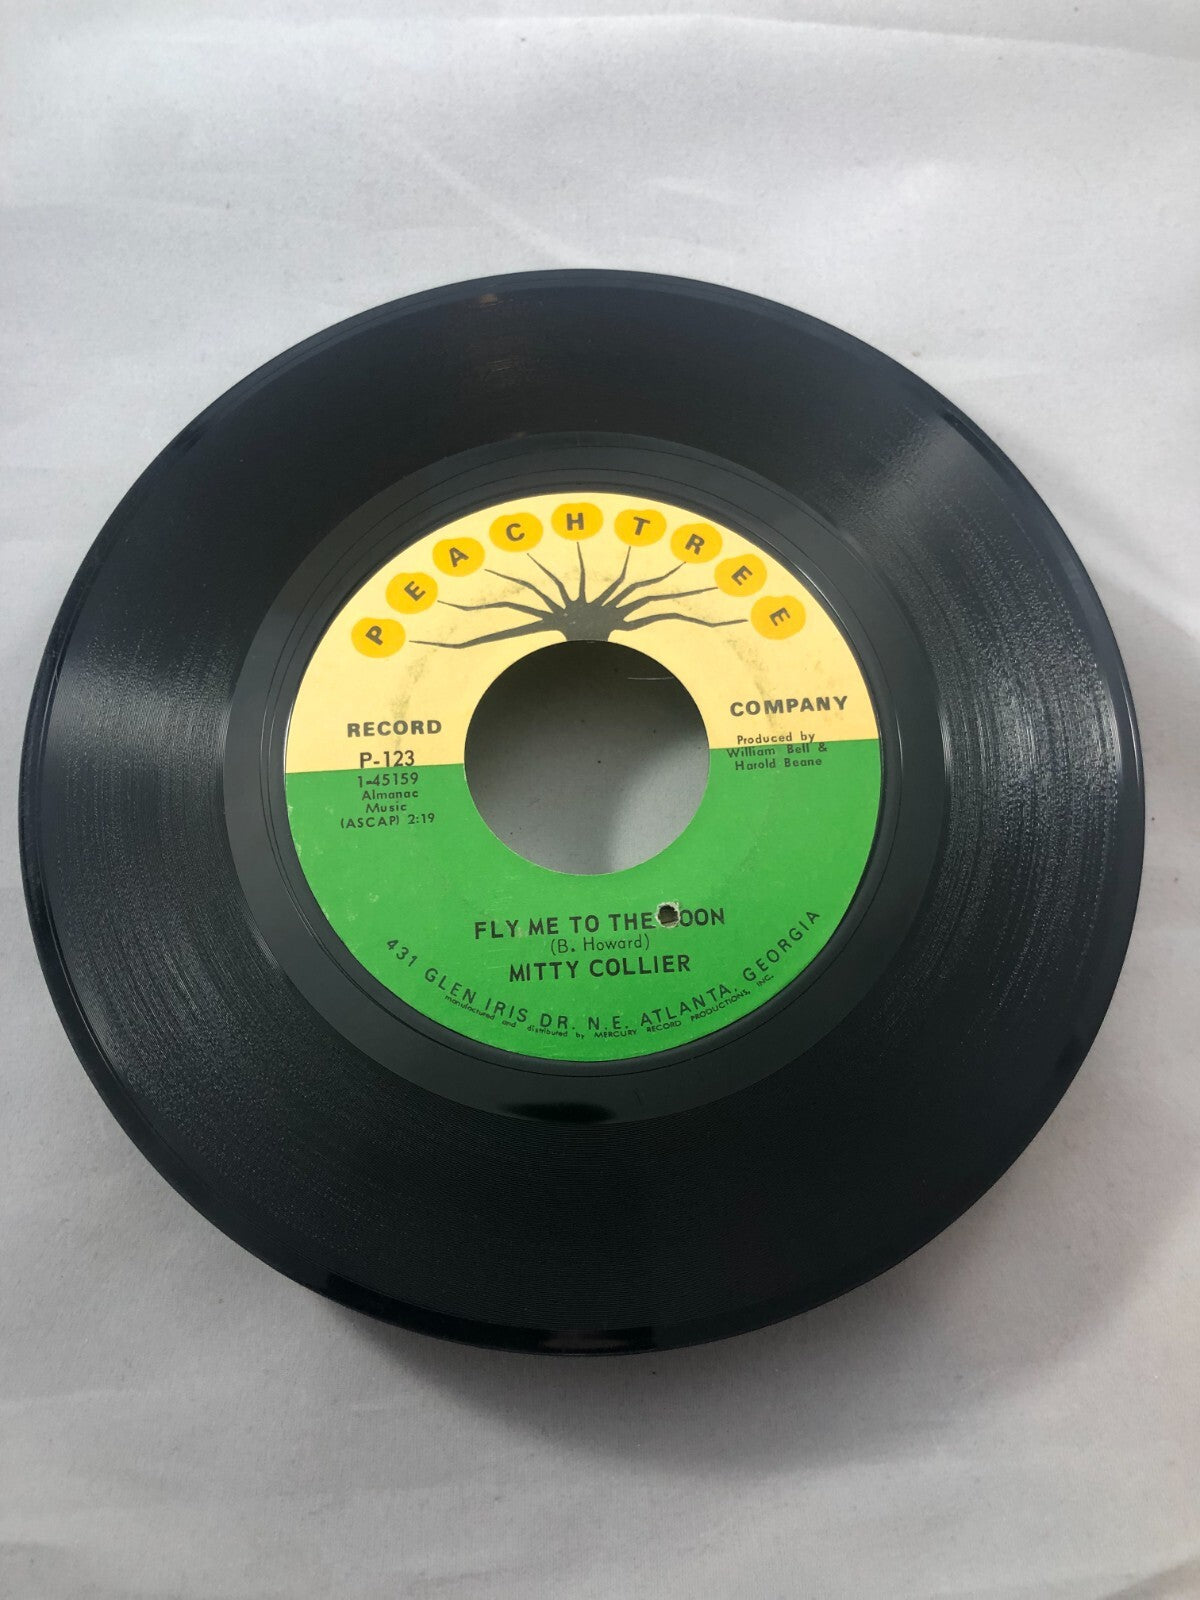 PEACHTREE
RECORD COMPANY
P-123
1-45159
Almanac
Music
(ASCAP) 2:19
Produced by
William Bell &
Harold Beane
FLY ME TO THE OON
(B. Howard)
MITTY COLLIER
431 GLEN IRIS DR. N.E. ATLANTA, GEORGIA
manufactured and distributed by MERCURY RECORD PRODUCTIONS, INC.